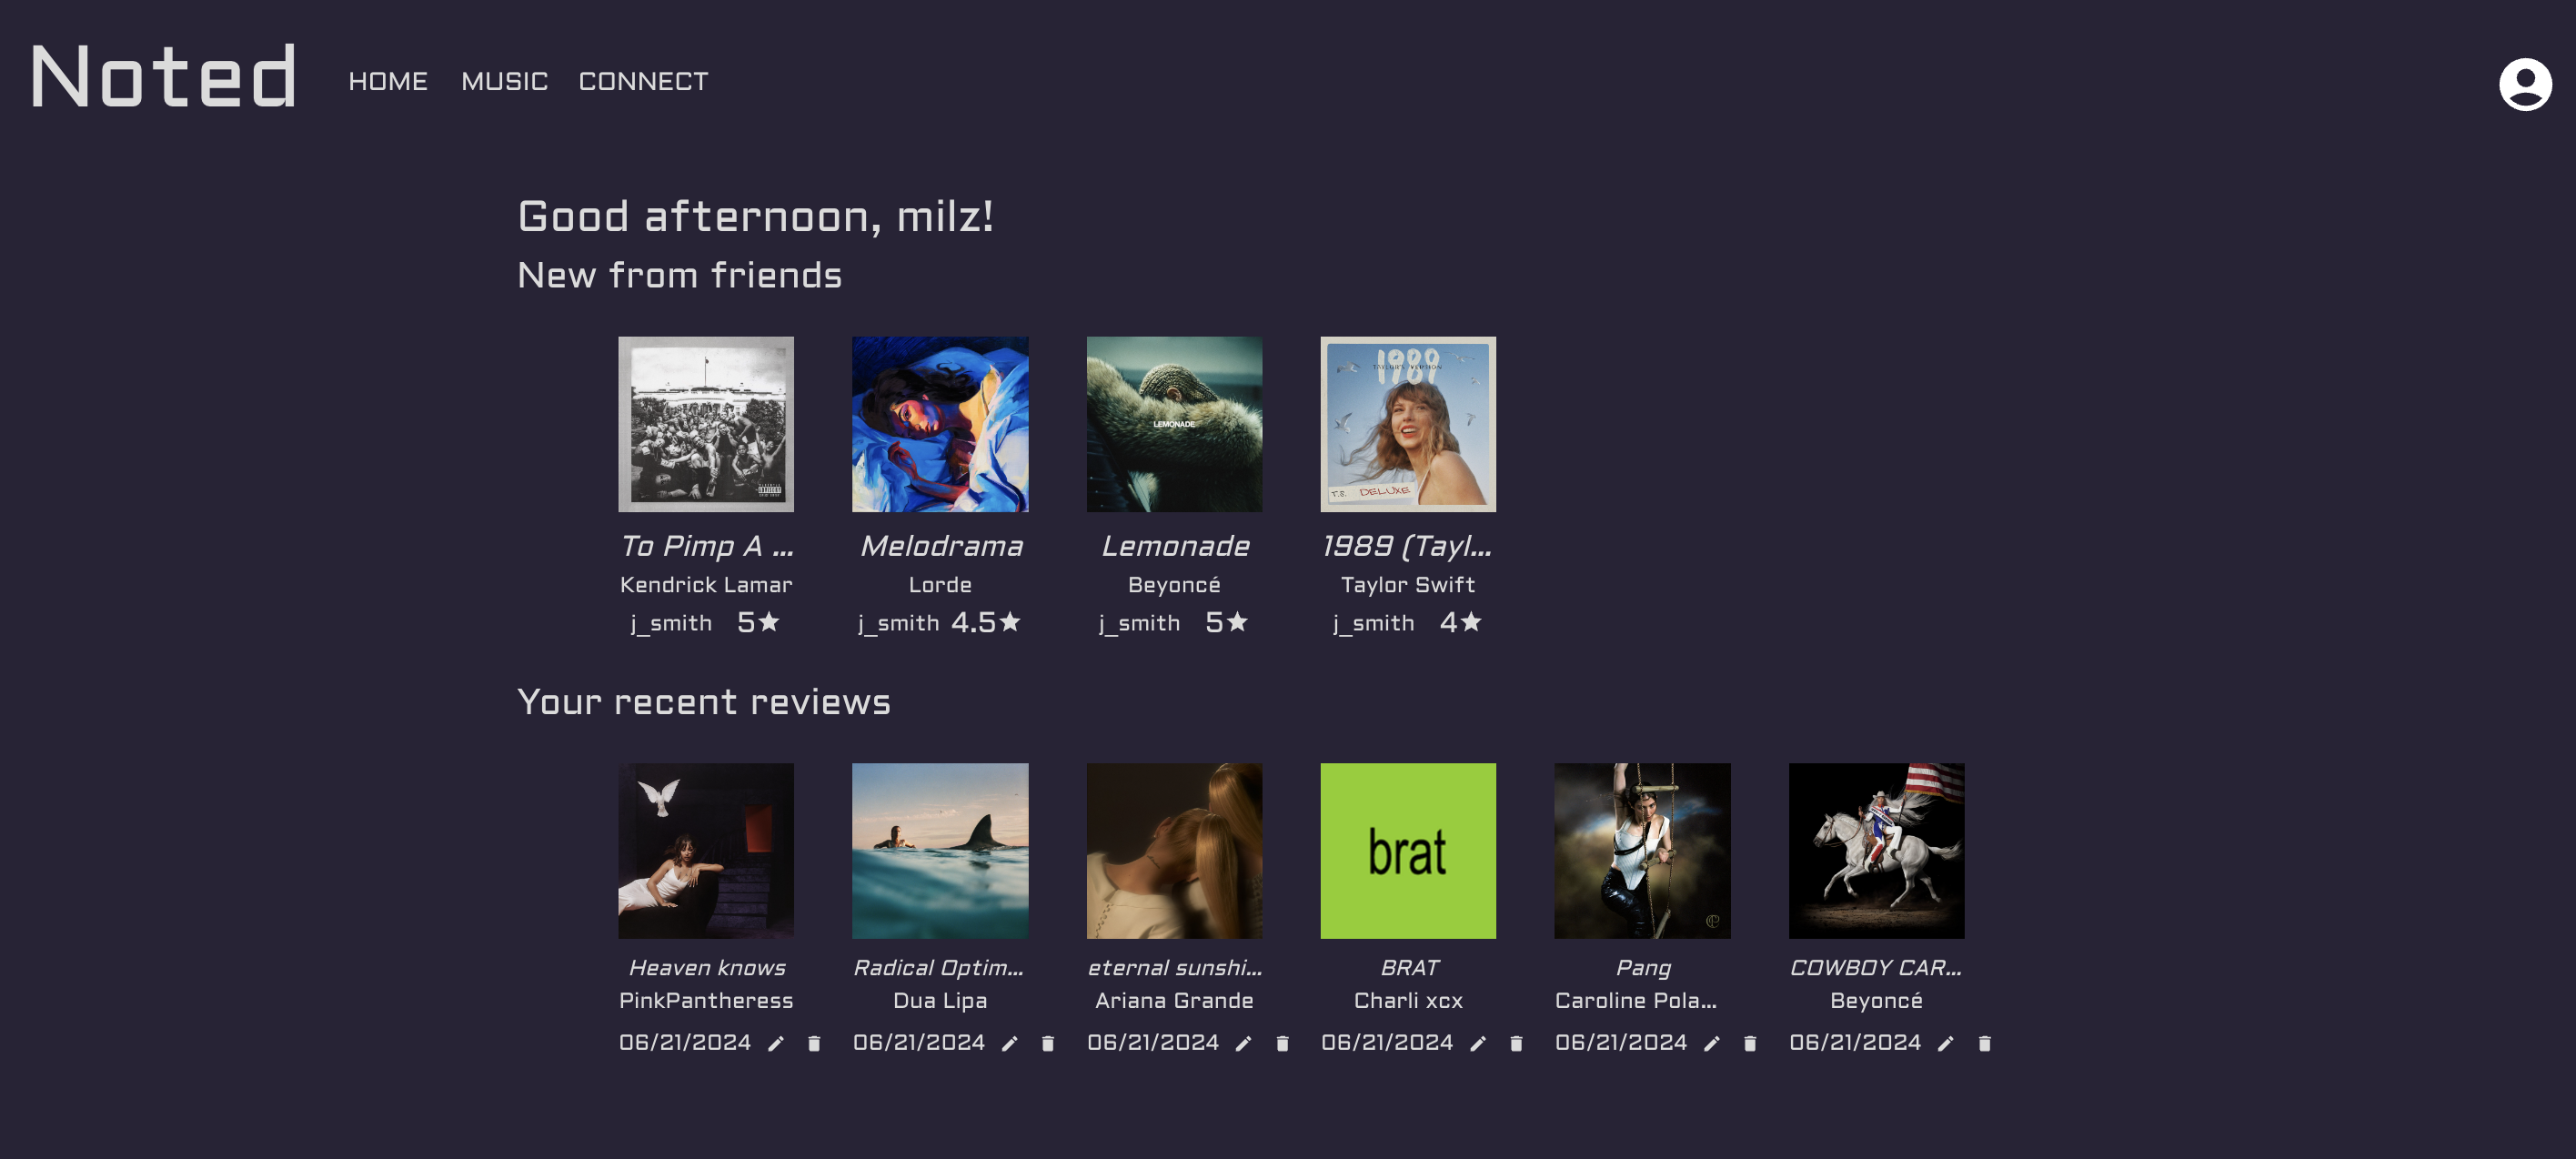 Noted
HOME MUSIC CONNECT
Good afternoon, milz!
New from friends
1989
TAYLOR'S VERSION
LEMONADE
T.S. DELUXE
To Pimp A ... Melodrama Lemonade 1989 (Tayl...
Kendrick Lamar Lorde Beyoncé Taylor Swift
j_smith 5★ j_smith 4.5★ j_smith 5★ j_smith 4★
Your recent reviews
brat
Heaven knows Radical Optim... eternal sunshi... BRAT Pang COWBOY CAR...
PinkPantheress Dua Lipa Ariana Grande Charli xcx Caroline Pola... Beyoncé
06/21/2024 06/21/2024 06/21/2024 06/21/2024 06/21/2024 06/21/2024